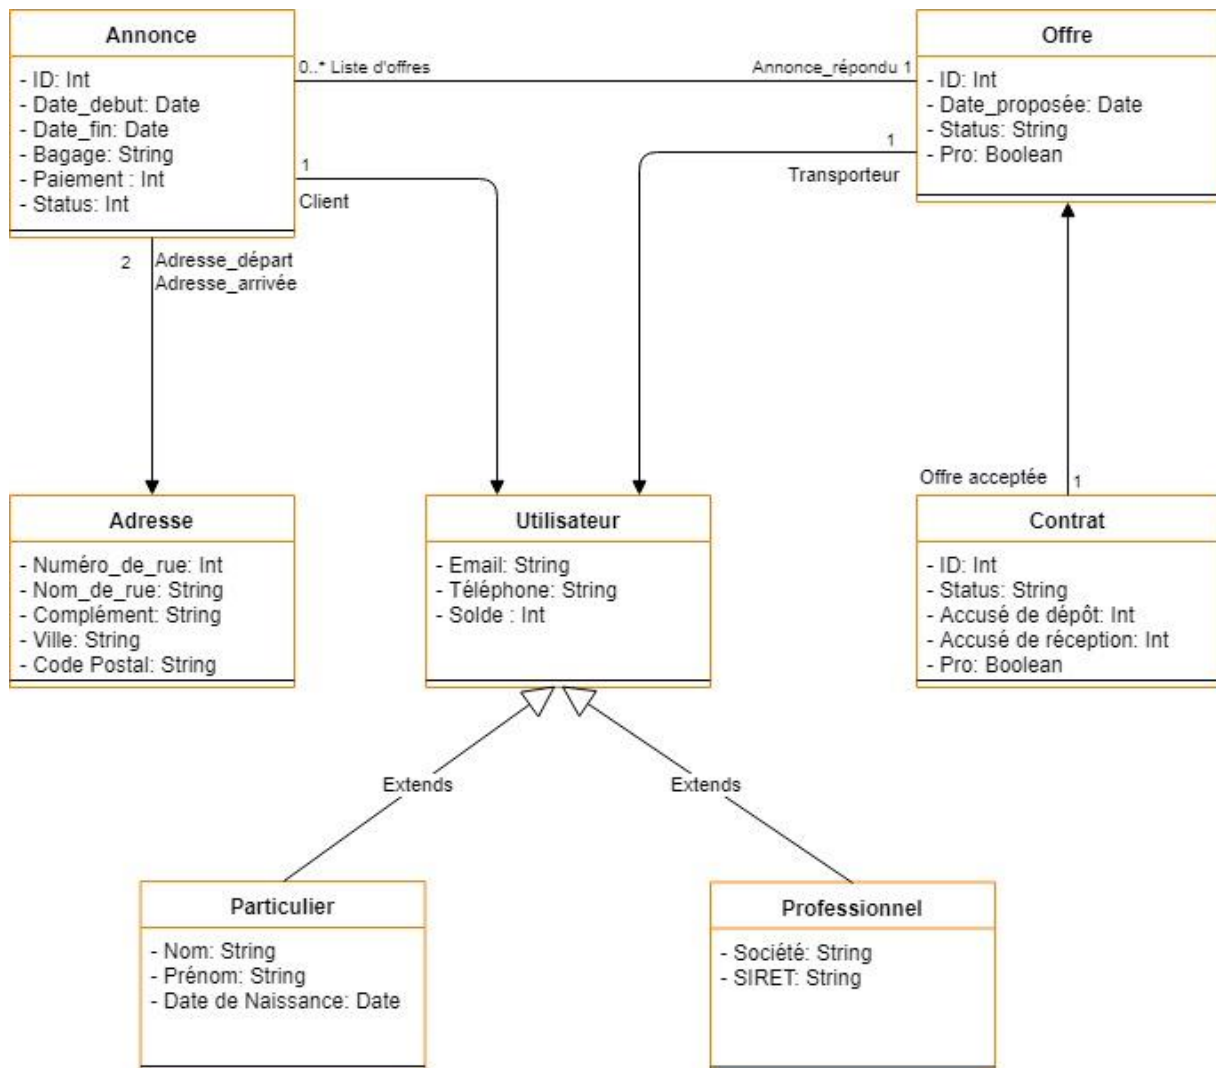 Annonce
- ID: Int
- Date_debut: Date
- Date_fin: Date
- Bagage: String
- Paiement : Int
- Status: Int
0..* Liste d'offres
Annonce_répondu 1
Offre
- ID: Int
- Date_proposée: Date
- Status: String
- Pro: Boolean
1
Client
1
Transporteur
2
Adresse_départ
Adresse_arrivée
Adresse
- Numéro_de_rue: Int
- Nom_de_rue: String
- Complément: String
- Ville: String
- Code Postal: String
Utilisateur
- Email: String
- Téléphone: String
- Solde : Int
Offre acceptée
1
Contrat
- ID: Int
- Status: String
- Accusé de dépôt: Int
- Accusé de réception: Int
- Pro: Boolean
Extends
Extends
Particulier
- Nom: String
- Prénom: String
- Date de Naissance: Date
Professionnel
- Société: String
- SIRET: String